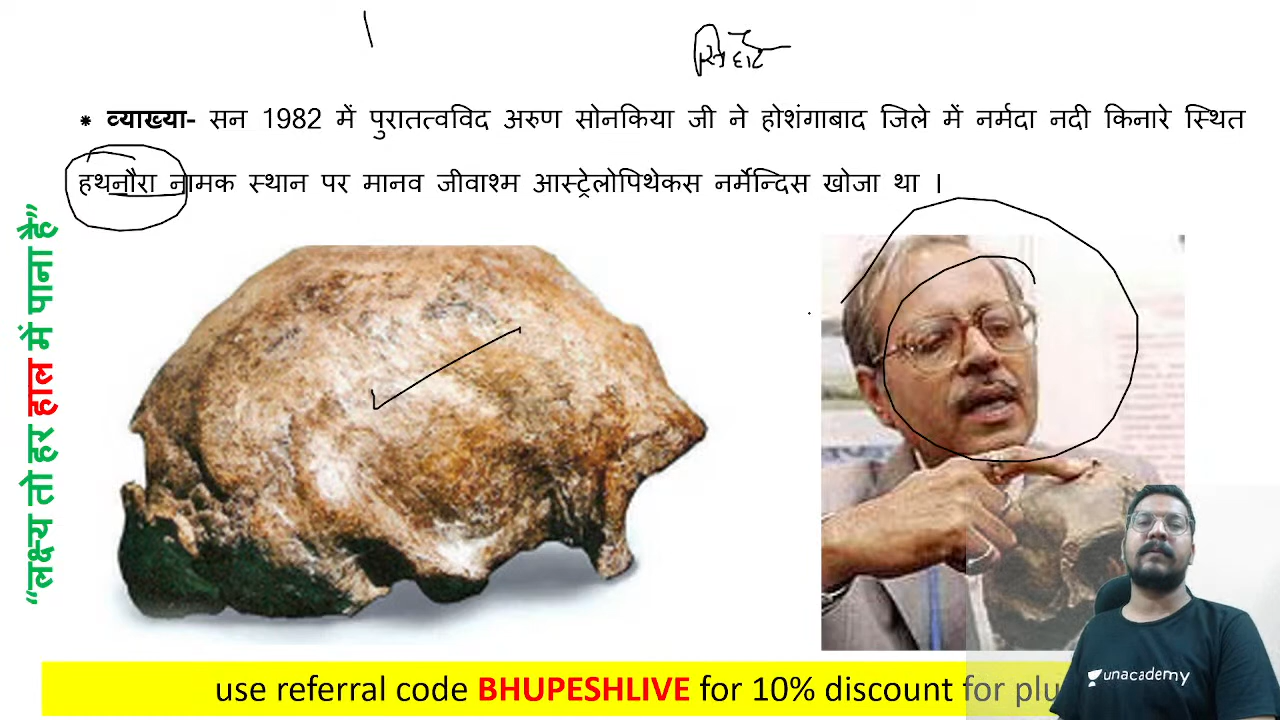 * व्याख्या- सन 1982 में पुरातत्वविद अरुण सोनकिया जी ने होशंगाबाद जिले में नर्मदा नदी किनारे स्थित
हथनौरा नामक स्थान पर मानव जीवाश्म आस्ट्रेलोपिथेकस नर्मेन्दिस खोजा था ।
“लक्ष्य तो हर हाल में पाना है”
unacademy
use referral code BHUPESHLIVE for 10% discount for plu